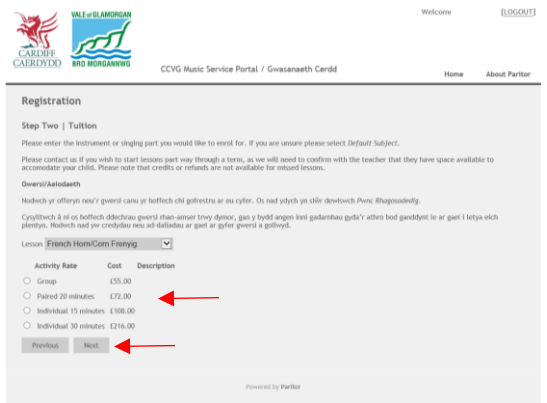 Welcome
[LOGOUT]
VALE of GLAMORGAN
CARDIFF
CAERDYDD
BRO MORGANNWG
CCVG Music Service Portal / Gwasanaeth Cerdd
Home About Paritor
Registration
Step Two | Tuition
Please enter the instrument or singing part you would like to enrol for. If you are unsure please select Default Subject.
Please contact us if you wish to start lessons part way through a term, as we will need to confirm with the teacher that they have space available to
accomodate your child. Please note that credits or refunds are not available for missed lessons.
Gwersi/Aelodaeth
Nodwch yr offeryn neu'r gwersi canu yr hoffech chi gofrestru ar eu cyfer. Os nad ydych yn siŵr dewiswch Pwnc Rhagosodedig.
Cysylltwch â ni os hoffech ddechrau gwersi rhan-amser trwy dymor, gan y bydd angen inni gadarnhau gyda'r athro bod ganddynt le ar gael i letya eich
plentyn. Nodwch nad yw credydau neu ad-daliadau ar gael ar gyfer gwersi a gollwyd.
Lesson French Horn/Corn Frenyig
Activity Rate Cost Description
Group £55.00
Paired 20 minutes £72.00
Individual 15 minutes £108.00
Individual 30 minutes £216.00
Previous Next
Powered by Paritor